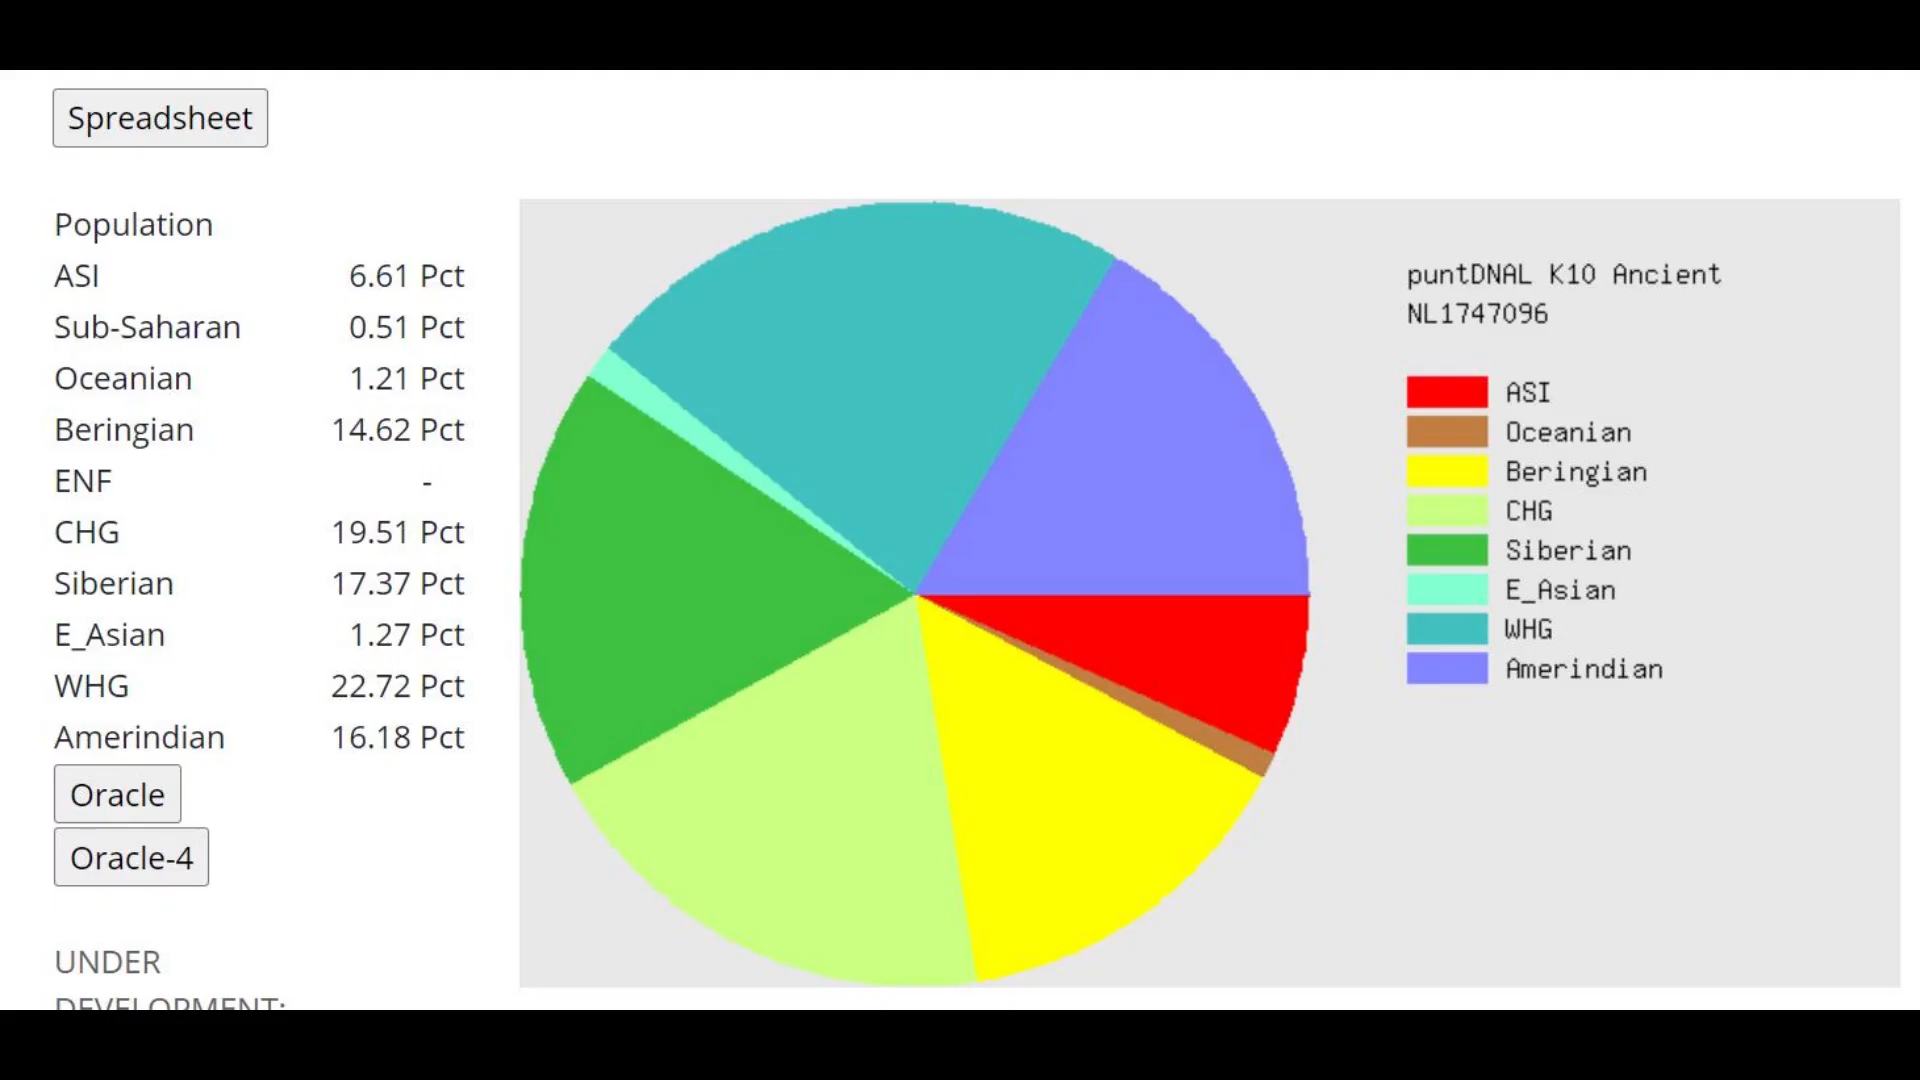 Spreadsheet
Population
ASI 6.61 Pct
Sub-Saharan 0.51 Pct
Oceanian 1.21 Pct
Beringian 14.62 Pct
ENF -
CHG 19.51 Pct
Siberian 17.37 Pct
E_Asian 1.27 Pct
WHG 22.72 Pct
Amerindian 16.18 Pct
Oracle
Oracle-4
UNDER
DEVELOPMENT:
puntDNAL K10 Ancient
NL1747096
ASI
Oceanian
Beringian
CHG
Siberian
E_Asian
WHG
Amerindian